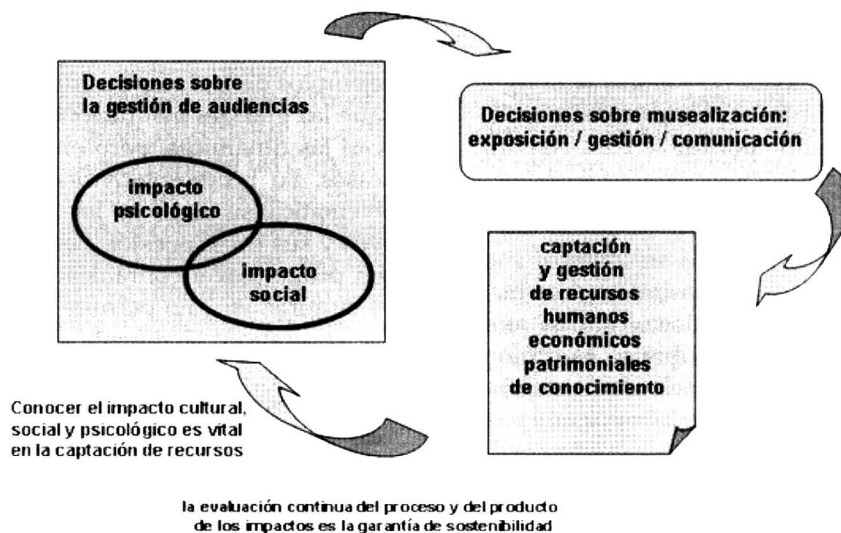 Decisiones sobre
la gestión de audiencias
impacto
psicológico
impacto
social
Decisiones sobre musealización:
exposición / gestión / comunicación
captación
y gestión
de recursos
humanos
económicos
patrimoniales
de conocimiento
Conocer el impacto cultural,
social y psicológico es vital
en la captación de recursos
la evaluación continua del proceso y del producto
de los impactos es la garantía de sostenibilidad